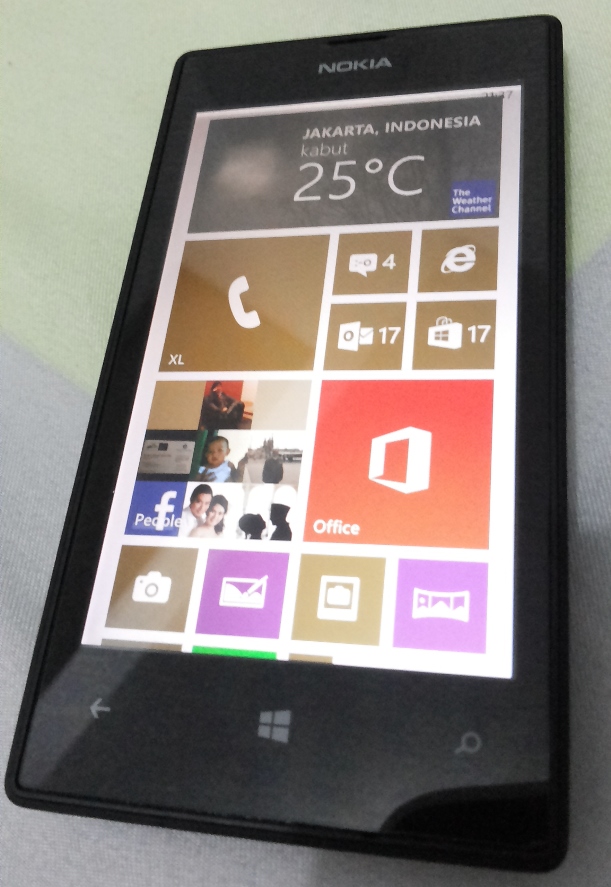 NOKIA
JAKARTA, INDONESIA
kabut
25°C
The
Weather
Channel
XL
4
17
17
People
Office